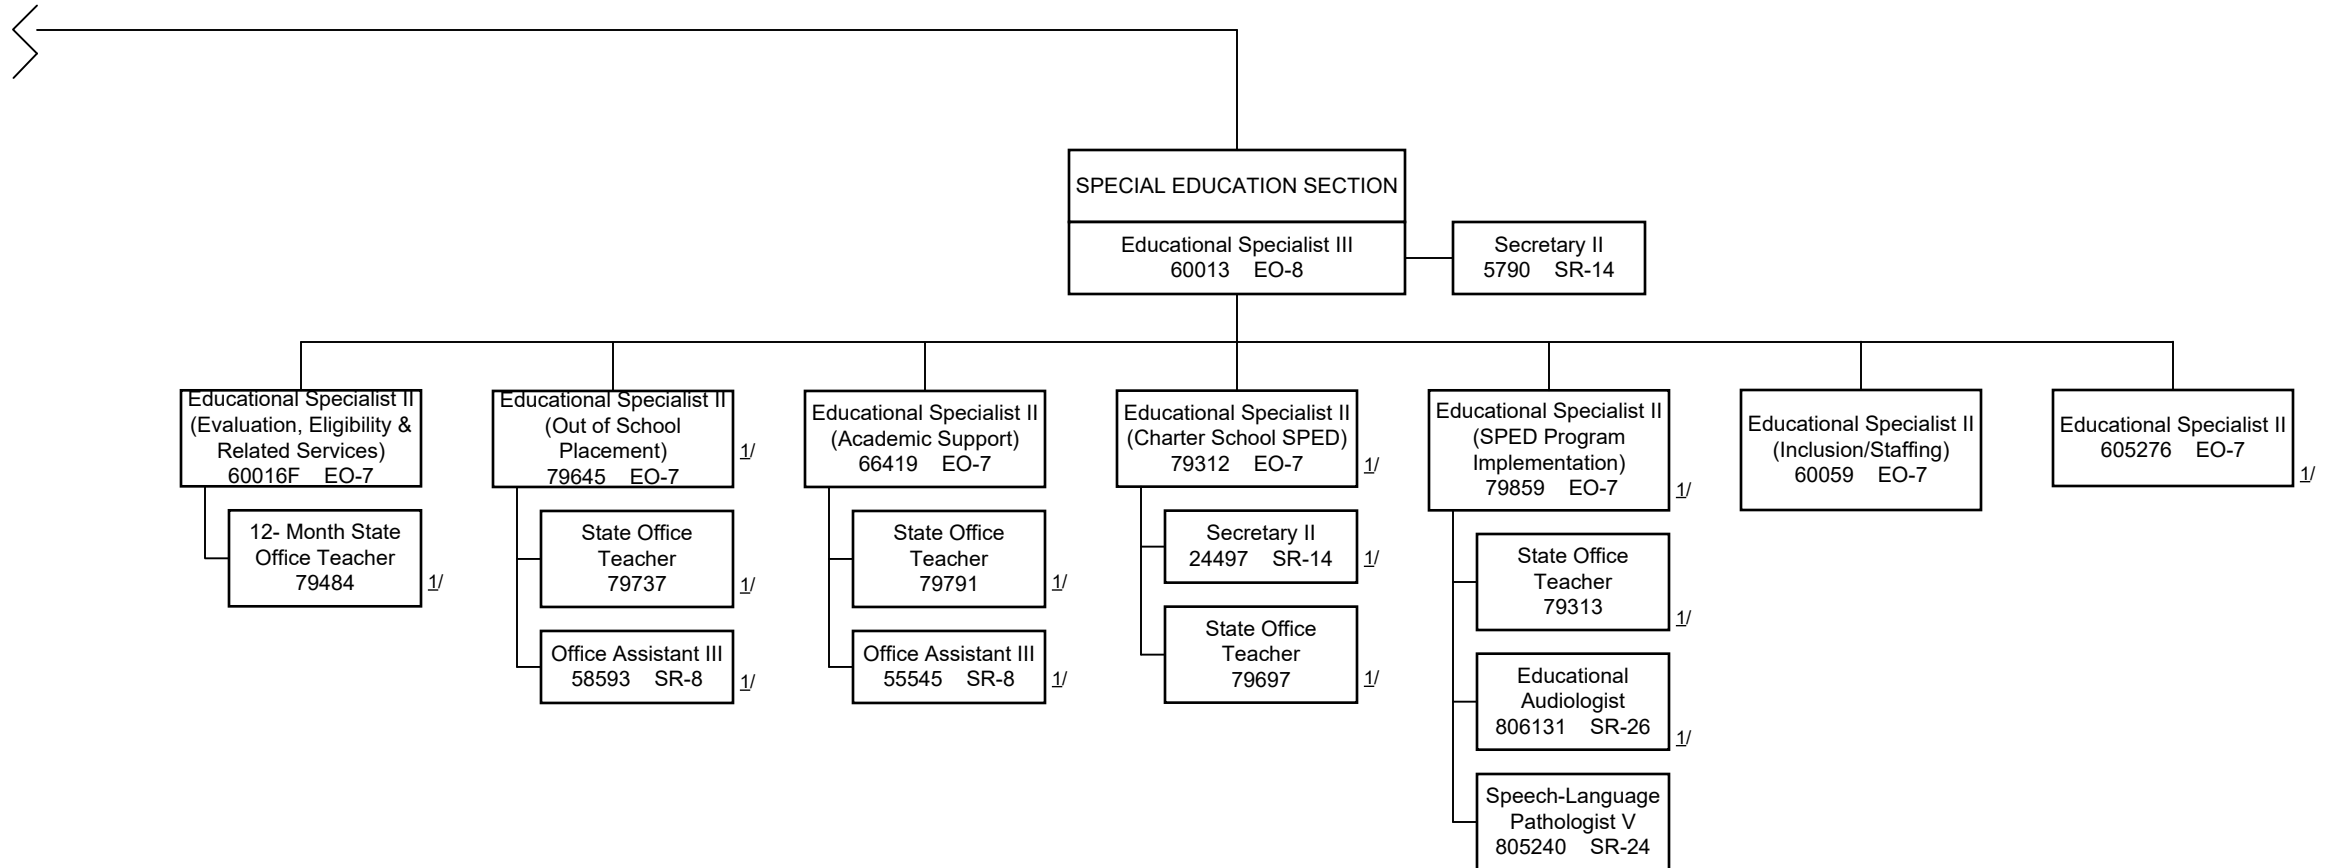 SPECIAL EDUCATION SECTION
Educational Specialist III
60013 EO-8
Secretary II
5790 SR-14
Educational Specialist II
(Evaluation, Eligibility &
Related Services)
60016F EO-7
12- Month State
Office Teacher
79484
1/
Educational Specialist II
(Out of School
Placement)
79645 EO-7
1/
State Office
Teacher
79737
1/
Office Assistant III
58593 SR-8
1/
Educational Specialist II
(Academic Support)
66419 EO-7
State Office
Teacher
79791
1/
Office Assistant III
55545 SR-8
1/
Educational Specialist II
(Charter School SPED)
79312 EO-7
1/
Secretary II
24497 SR-14
1/
State Office
Teacher
79697
1/
Educational Specialist II
(SPED Program
Implementation)
79859 EO-7
1/
State Office
Teacher
79313
1/
Educational
Audiologist
806131 SR-26
1/
Speech-Language
Pathologist V
805240 SR-24
Educational Specialist II
(Inclusion/Staffing)
60059 EO-7
Educational Specialist II
605276 EO-7
1/